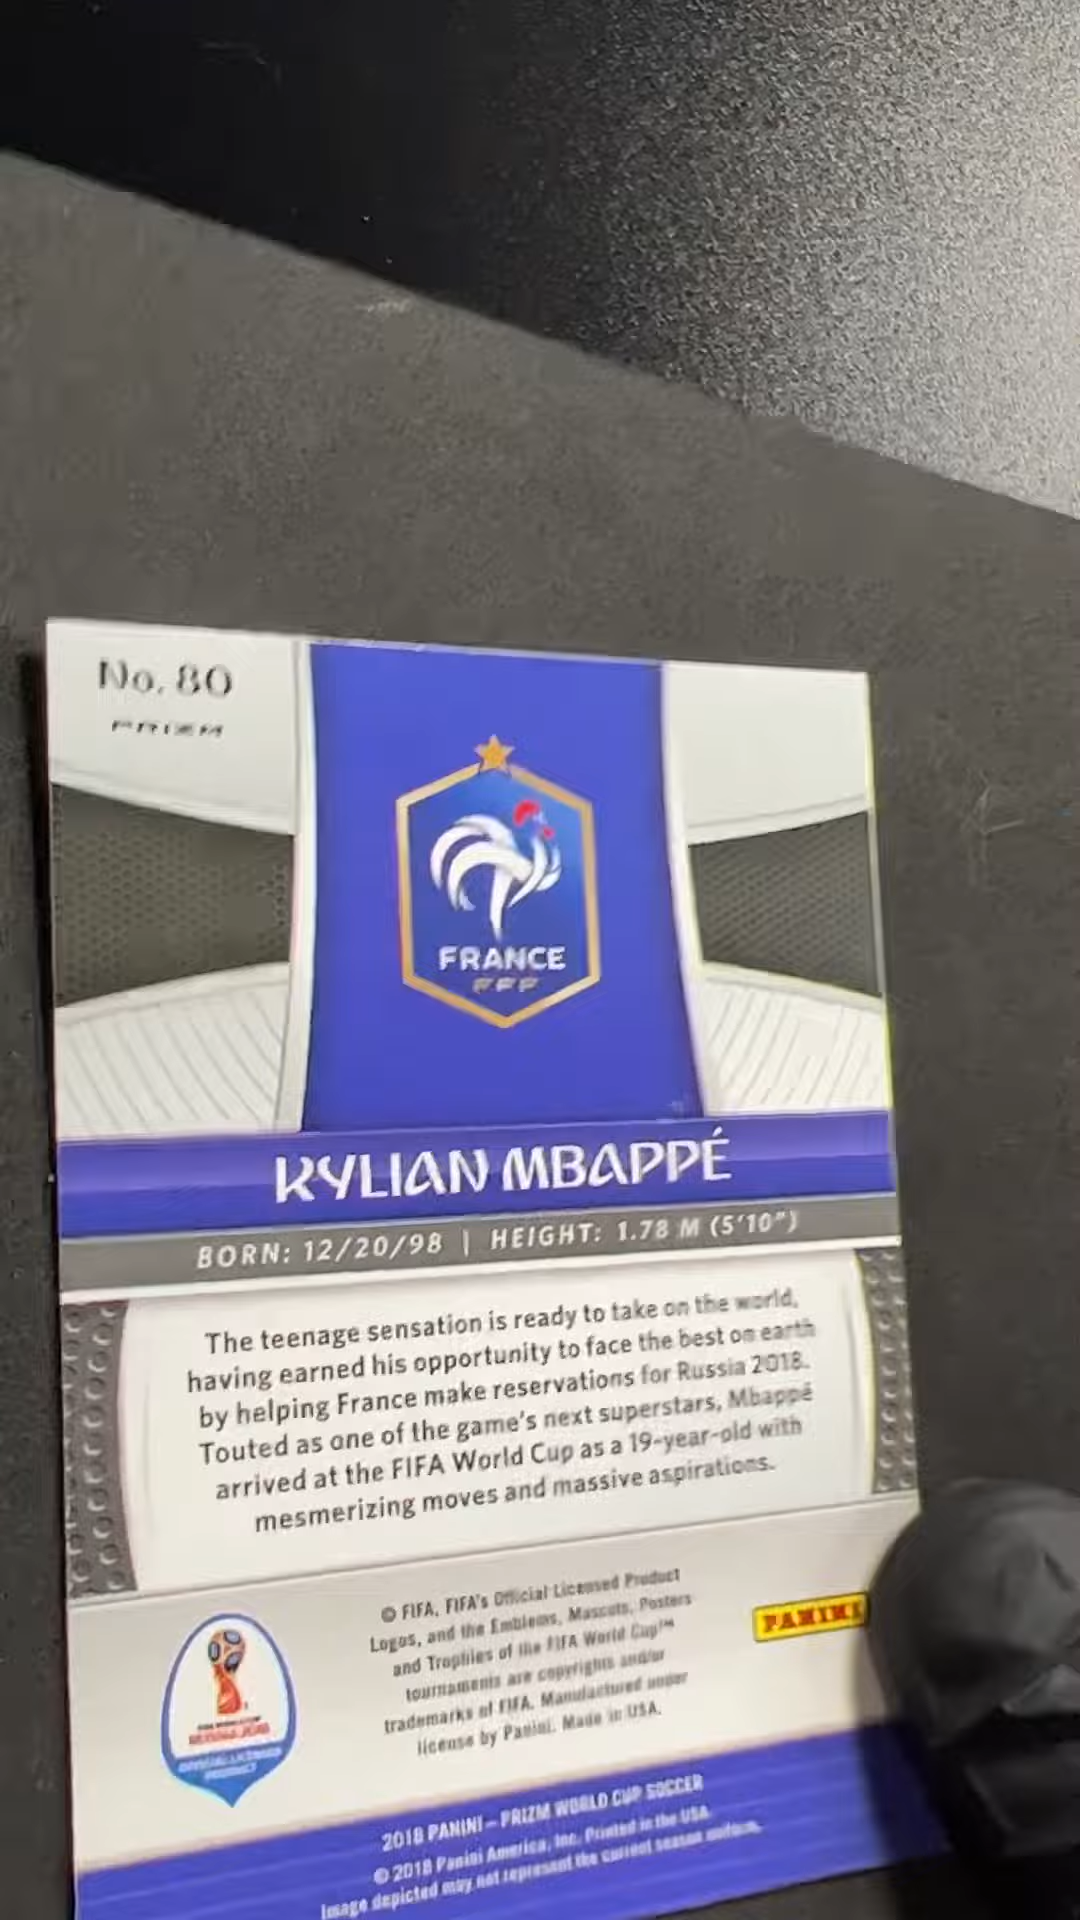 No. 80
PRIZM
FRANCE
FFF
KYLIAN MBAPPÉ
BORN: 12/20/98 | HEIGHT: 1.78 M (5'10")
The teenage sensation is ready to take on the world,
having earned his opportunity to face the best on earth
by helping France make reservations for Russia 2018.
Touted as one of the game's next superstars, Mbappé
arrived at the FIFA World Cup as a 19-year-old with
mesmerizing moves and massive aspirations.
© FIFA, FIFA's Official Licensed Product
Logos, and the Emblems, Mascots, Posters
and Trophies of the FIFA World Cup™
tournaments are copyrights and/or
trademarks of FIFA. Manufactured under
license by Panini. Made in USA.
PANINI
RUSSIA 2018
OFFICIAL LICENSED
PRODUCT
2018 PANINI – PRIZM WORLD CUP SOCCER
© 2018 Panini America, Inc. Printed in the USA.
Image depicted may not represent the current season uniform.